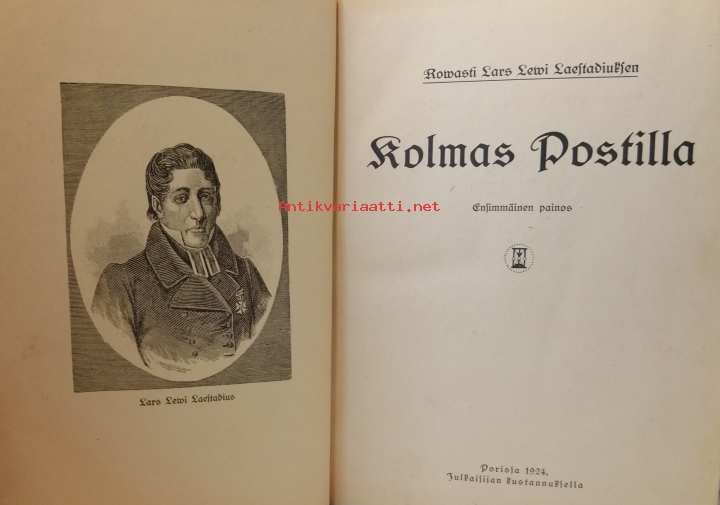 Lars Lewi Laestadius
Rowasti Lars Lewi Laestadiuksen
Kolmas Postilla
Ensimmäinen painos
Porissa 1924,
Julkaisijan kustannuksella
Antikvariaatti.net